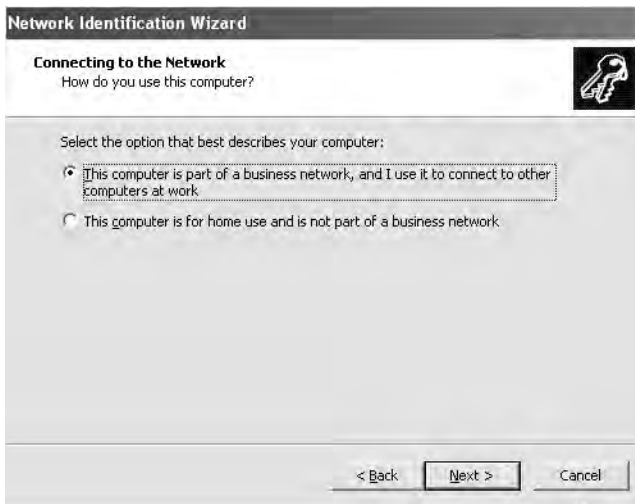 Network Identification Wizard
Connecting to the Network
How do you use this computer?
Select the option that best describes your computer:
This computer is part of a business network, and I use it to connect to other
computers at work
This computer is for home use and is not part of a business network
< Back
Next >
Cancel